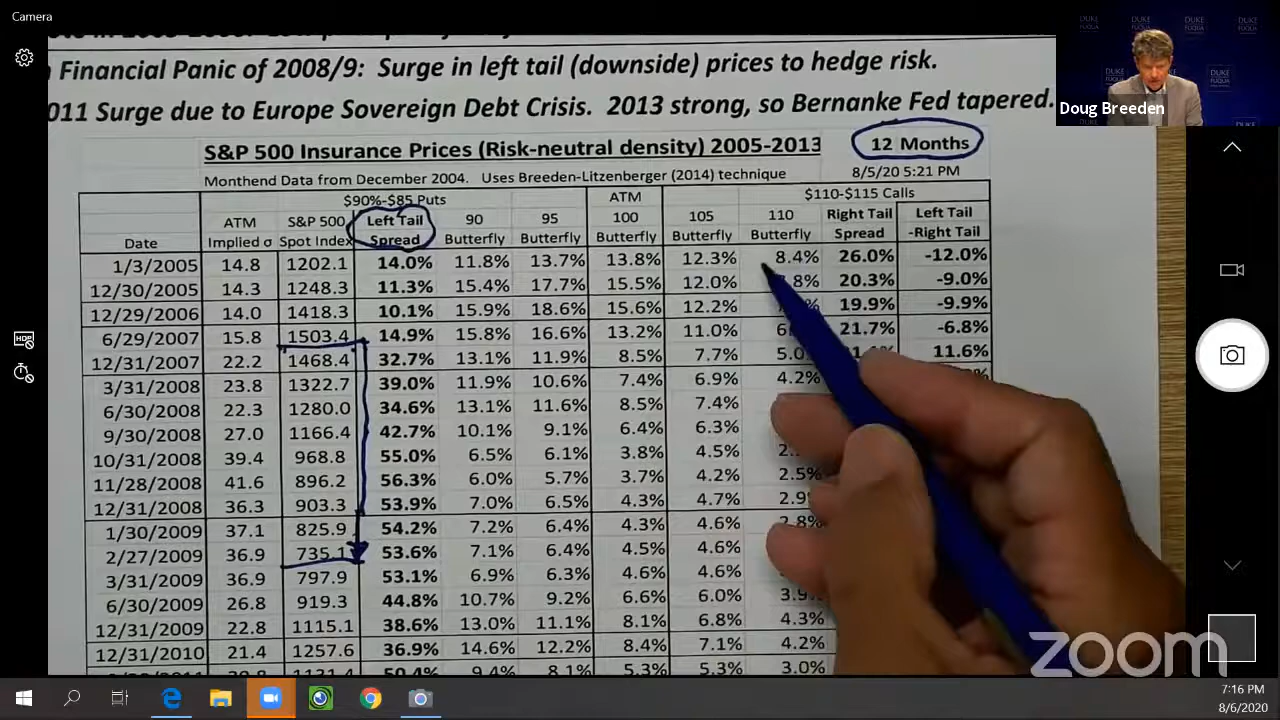 Camera
Financial Panic of 2008/9: Surge in left tail (downside) prices to hedge risk.
011 Surge due to Europe Sovereign Debt Crisis. 2013 strong, so Bernanke Fed tapered.
Doug Breeden
S&P 500 Insurance Prices (Risk-neutral density) 2005-2013 12 Months
Monthend Data from December 2004. Uses Breeden-Litzenberger (2014) technique 8/5/20 5:21 PM
$90%-$85 Puts ATM $110-$115 Calls
ATM S&P 500 Left Tail 90 95 100 105 110 Right Tail Left Tail
Date Implied σ Spot Index Spread Butterfly Butterfly Butterfly Butterfly Butterfly Spread -Right Tail
1/3/2005 14.8 1202.1 14.0% 11.8% 13.7% 13.8% 12.3% 8.4% 26.0% -12.0%
12/30/2005 14.3 1248.3 11.3% 15.4% 17.7% 15.5% 12.0% .8% 20.3% -9.0%
12/29/2006 14.0 1418.3 10.1% 15.9% 18.6% 15.6% 12.2% 19.9% -9.9%
6/29/2007 15.8 1503.4 14.9% 15.8% 16.6% 13.2% 11.0% 21.7% -6.8%
12/31/2007 22.2 1468.4 32.7% 13.1% 11.9% 8.5% 7.7% 5.0 11.6%
3/31/2008 23.8 1322.7 39.0% 11.9% 10.6% 7.4% 6.9% 4.2%
6/30/2008 22.3 1280.0 34.6% 13.1% 11.6% 8.5% 7.4%
9/30/2008 27.0 1166.4 42.7% 10.1% 9.1% 6.4% 6.3%
10/31/2008 39.4 968.8 55.0% 6.5% 6.1% 3.8% 4.5%
11/28/2008 41.6 896.2 56.3% 6.0% 5.7% 3.7% 4.2% 2.5%
12/31/2008 36.3 903.3 53.9% 7.0% 6.5% 4.3% 4.7% 2.9%
1/30/2009 37.1 825.9 54.2% 7.2% 6.4% 4.3% 4.6% 2.8%
2/27/2009 36.9 735.1 53.6% 7.1% 6.4% 4.5% 4.6%
3/31/2009 36.9 797.9 53.1% 6.9% 6.3% 4.6% 4.6%
6/30/2009 26.8 919.3 44.8% 10.7% 9.2% 6.6% 6.0% 3.9%
12/31/2009 22.8 1115.1 38.6% 13.0% 11.1% 8.1% 6.8% 4.3%
12/31/2010 21.4 1257.6 36.9% 14.6% 12.2% 8.4% 7.1% 4.2%
50.4% 9.4% 8.1% 5.3% 5.3% 3.0%
zoom
7:16 PM
8/6/2020